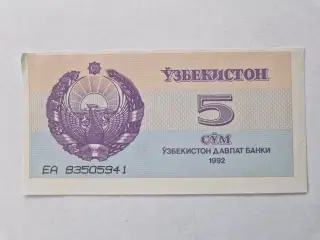 ЎЗБЕКИСТОН
5
СЎМ
ЎЗБЕКИСТОН ДАВЛАТ БАНКИ
1992
ЕА 83505941